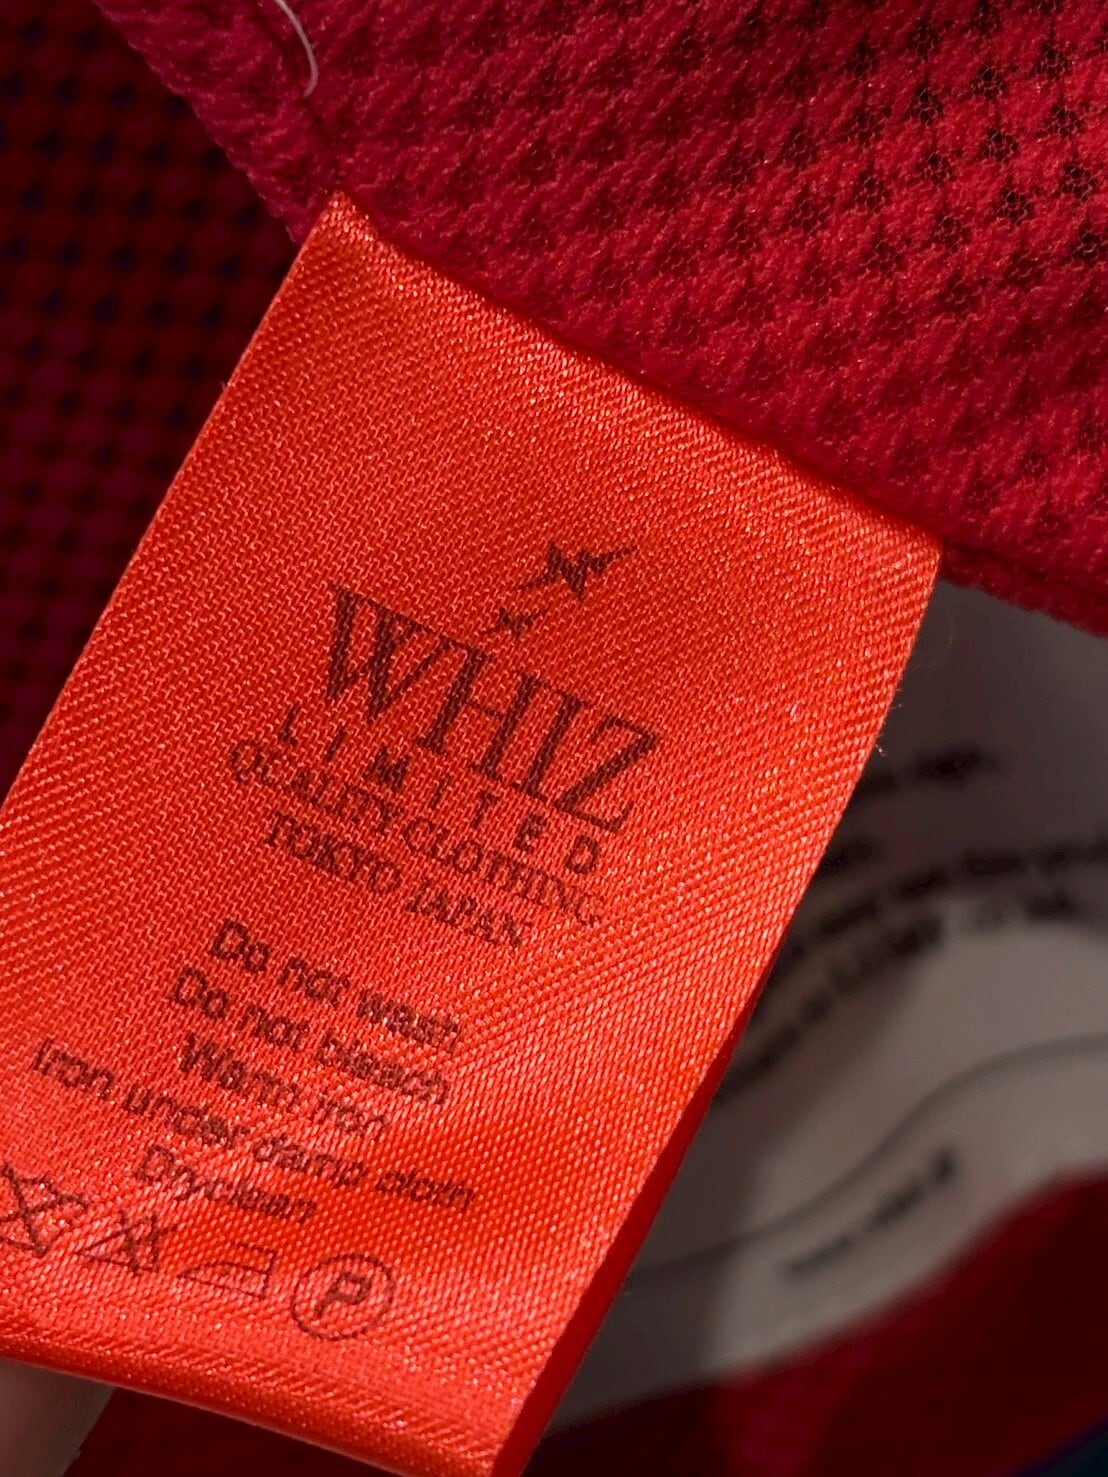 WHIZ
LIMITED
QUALITY CLOTHING
TOKYO JAPAN
Do not wash
Do not bleach
Warm iron
Iron under damp cloth
Dryclean
P